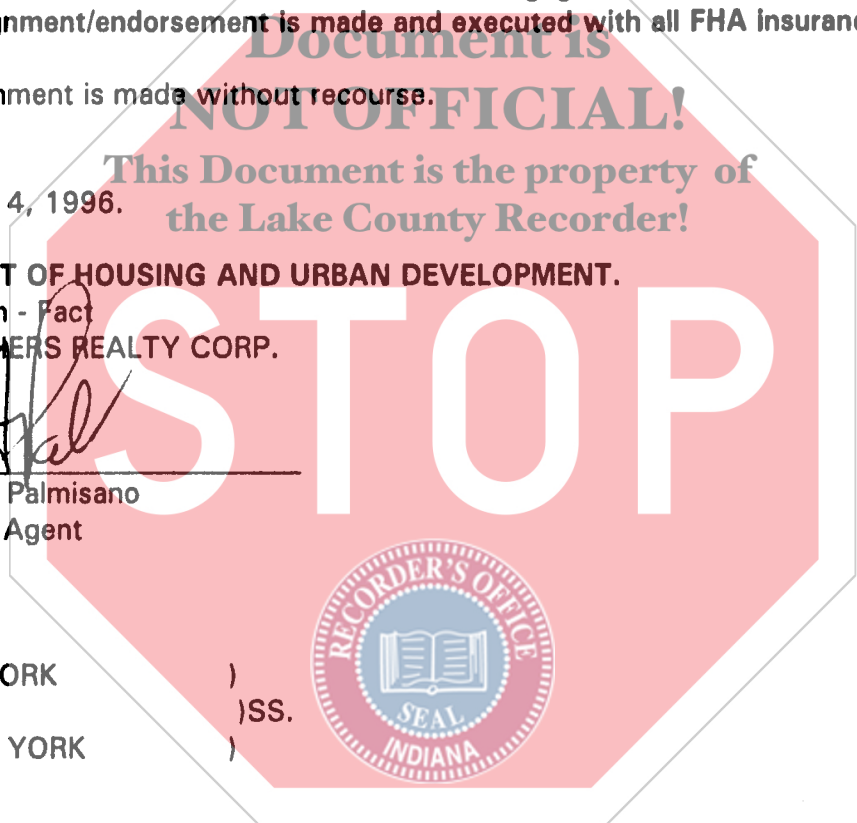 nment/endorsement is made and executed with all FHA insuranc
Document is
nment is made without recourse.
NOT OFFICIAL!
This Document is the property of
4, 1996.
the Lake County Recorder!
T OF HOUSING AND URBAN DEVELOPMENT.
n - Fact
HERS REALTY CORP.
STOP
Palmisano
Agent
RECORDER'S OFFICE
SEAL
INDIANA
ORK )
)SS.
YORK )